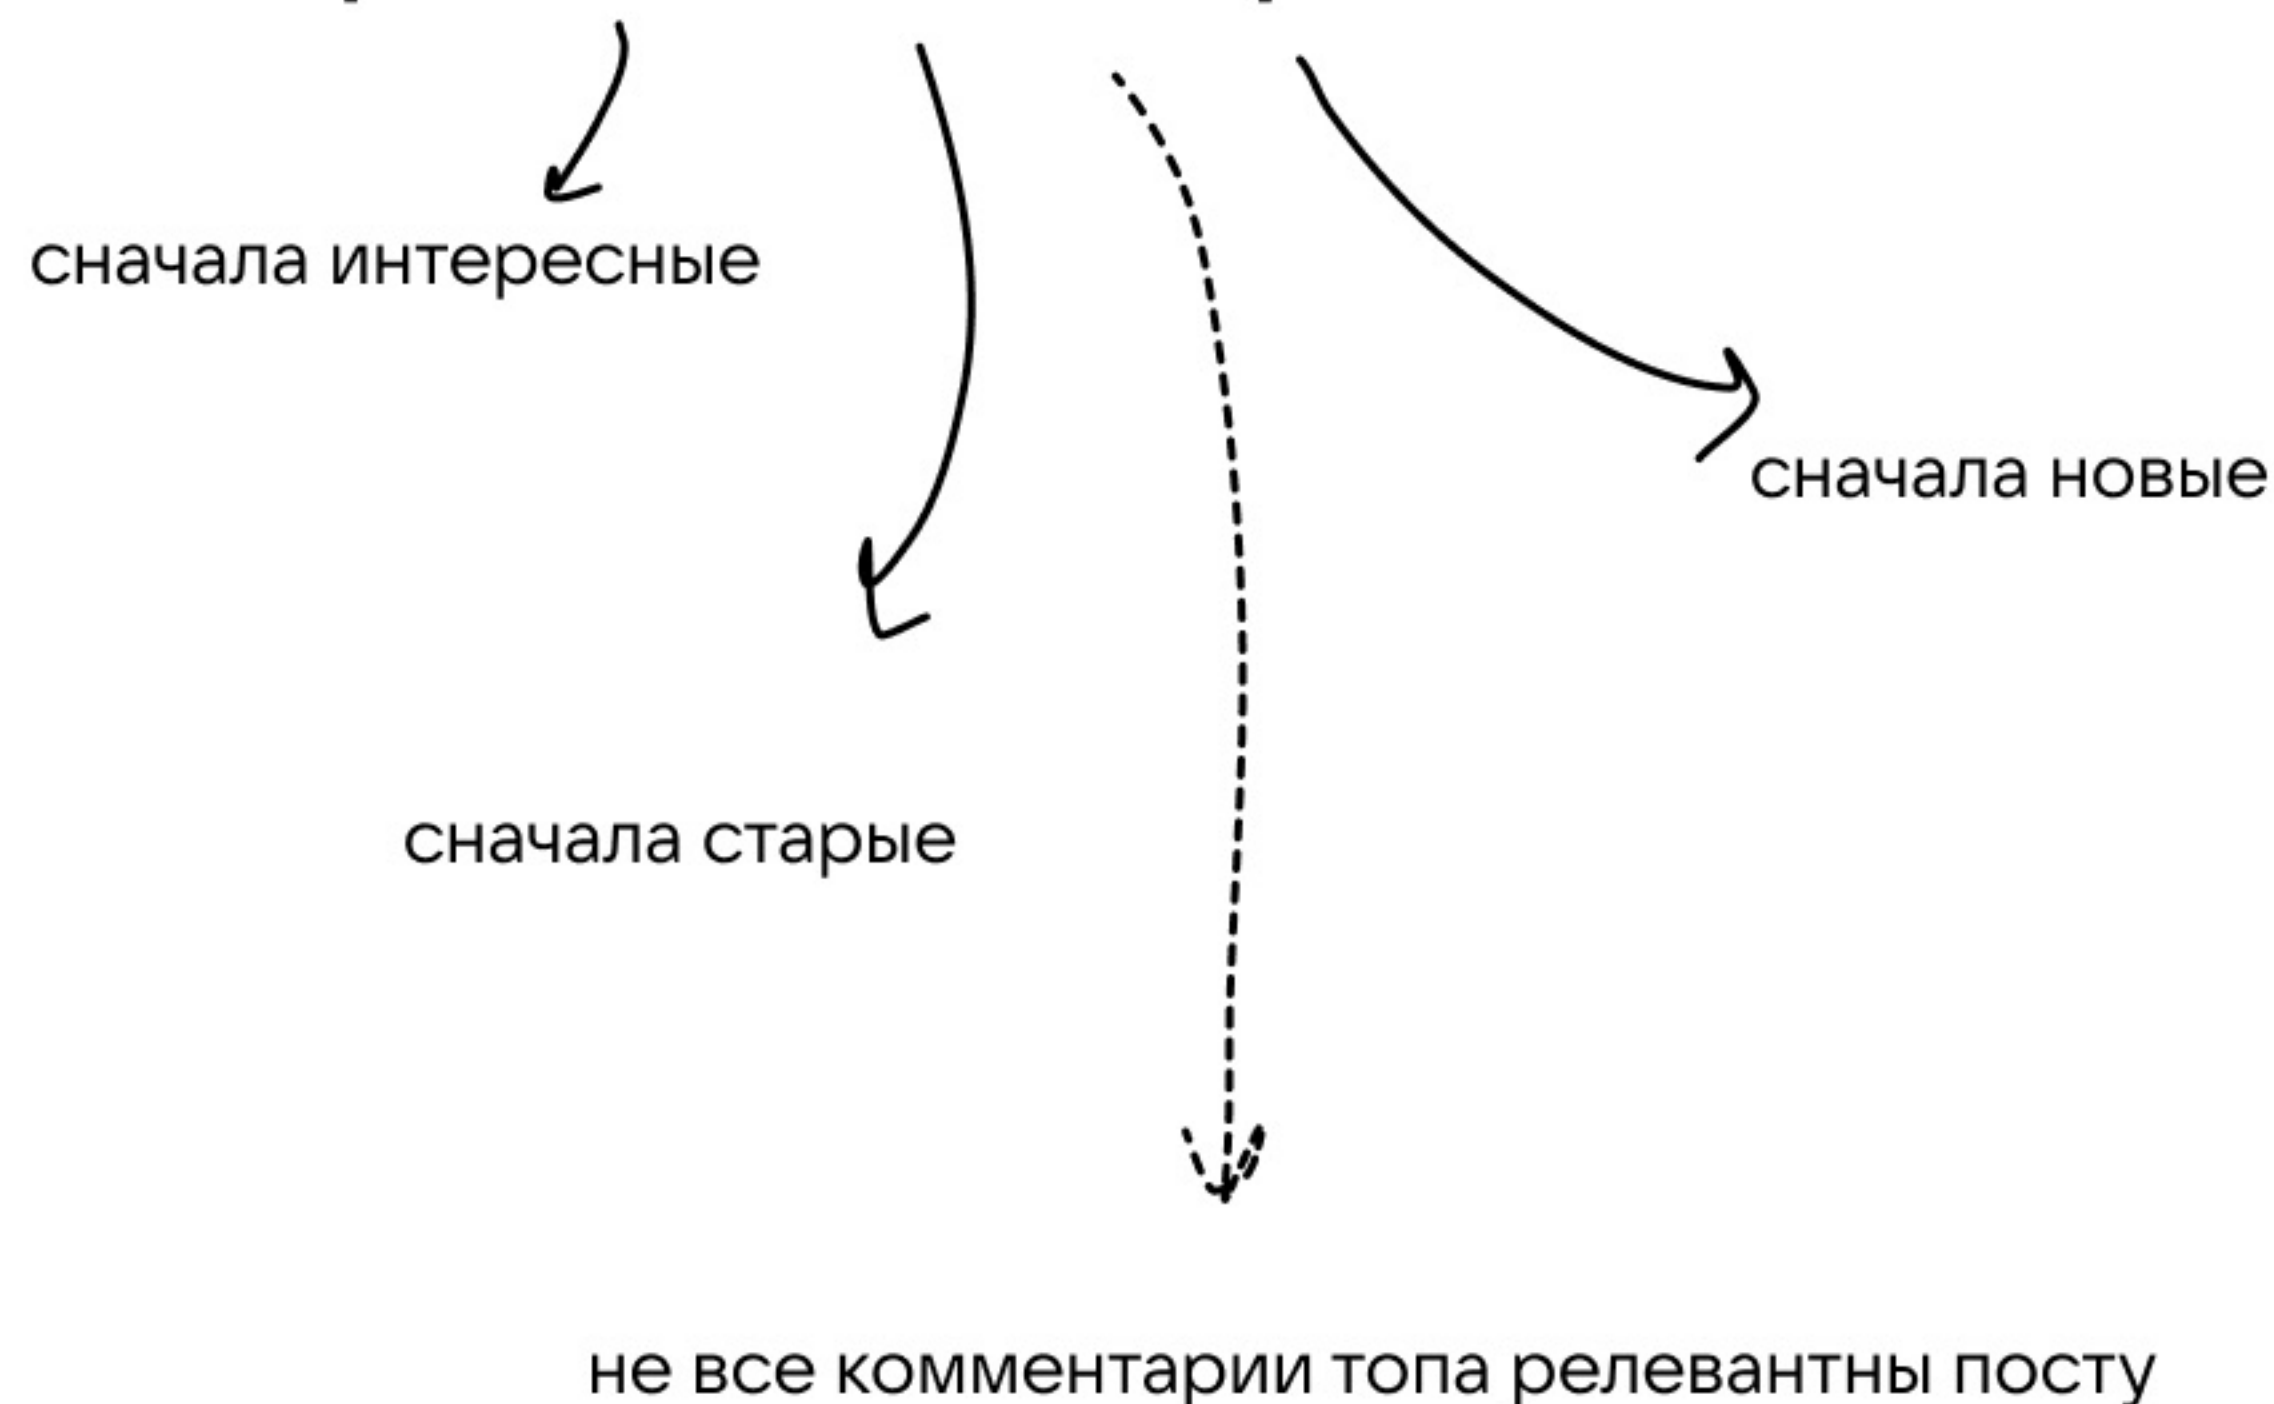 сначала интересные
сначала новые
сначала старые
не все комментарии топа релевантны посту